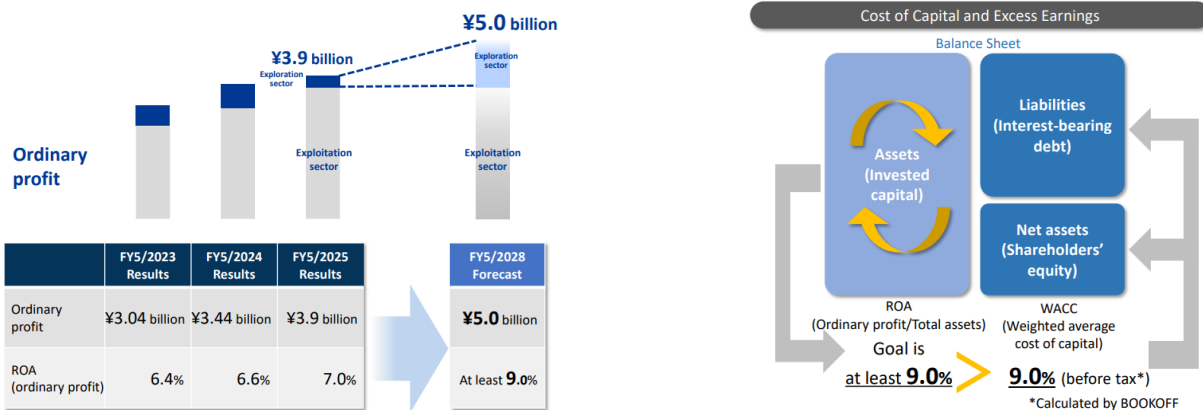 ¥5.0 billion
¥3.9 billion
Exploration
sector
Exploration
sector
Ordinary
profit
Exploitation
sector
Exploitation
sector
FY5/2023
Results
FY5/2024
Results
FY5/2025
Results
FY5/2028
Forecast
Ordinary
profit
¥3.04 billion
¥3.44 billion
¥3.9 billion
¥5.0 billion
ROA
(ordinary profit)
6.4%
6.6%
7.0%
At least 9.0%
Cost of Capital and Excess Earnings
Balance Sheet
Assets
(Invested
capital)
Liabilities
(Interest-bearing
debt)
Net assets
(Shareholders'
equity)
ROA
(Ordinary profit/Total assets)
Goal is
at least 9.0%
WACC
(Weighted average
cost of capital)
9.0% (before tax*)
*Calculated by BOOKOFF